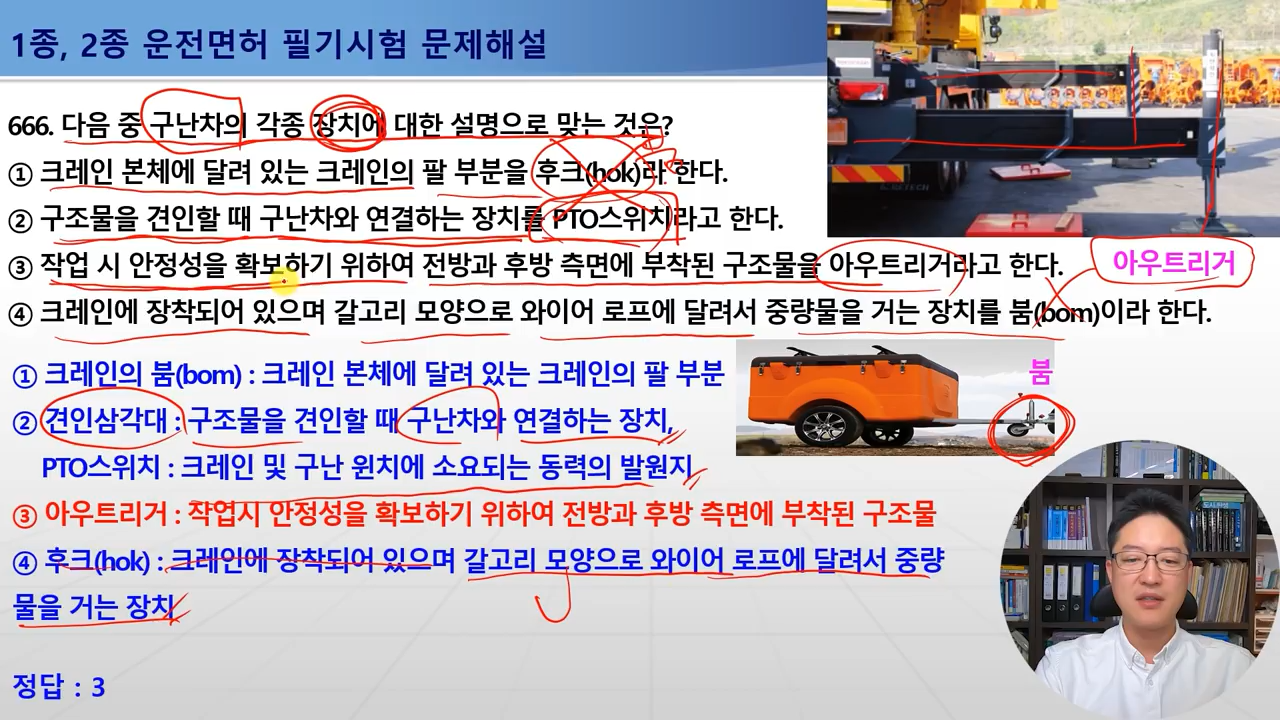 1종, 2종 운전면허 필기시험 문제해설
666. 다음 중 구난차의 각종 장치에 대한 설명으로 맞는 것은?
① 크레인 본체에 달려 있는 크레인의 팔 부분을 후크(hok)라 한다.
② 구조물을 견인할 때 구난차와 연결하는 장치를 PTO스위치라고 한다.
③ 작업 시 안정성을 확보하기 위하여 전방과 후방 측면에 부착된 구조물을 아우트리거라고 한다.
아우트리거
④ 크레인에 장착되어 있으며 갈고리 모양으로 와이어 로프에 달려서 중량물을 거는 장치를 붐(bom)이라 한다.
① 크레인의 붐(bom) : 크레인 본체에 달려 있는 크레인의 팔 부분
붐
② 견인삼각대 : 구조물을 견인할 때 구난차와 연결하는 장치,
PTO스위치 : 크레인 및 구난 윈치에 소요되는 동력의 발원지
③ 아우트리거 : 작업시 안정성을 확보하기 위하여 전방과 후방 측면에 부착된 구조물
④ 후크(hok) : 크레인에 장착되어 있으며 갈고리 모양으로 와이어 로프에 달려서 중량
물을 거는 장치
정답 : 3